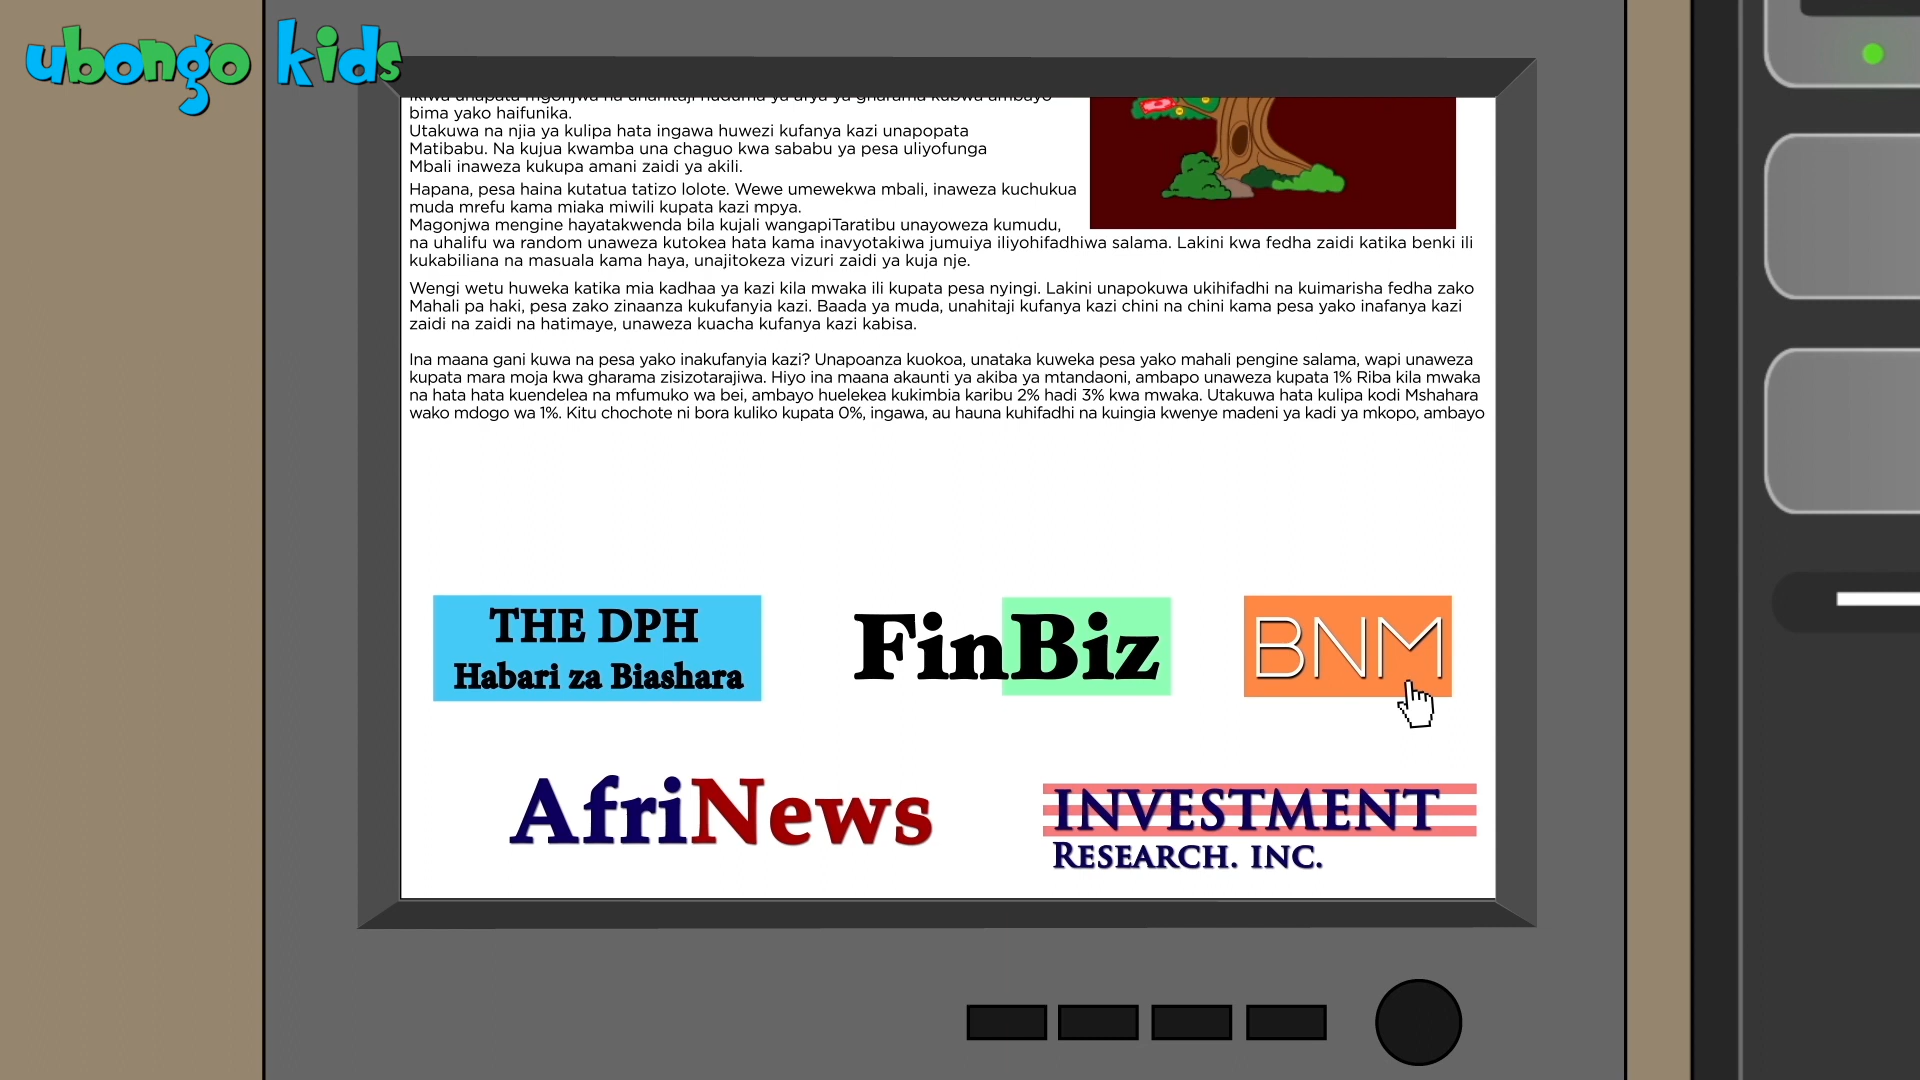 ubongo kids
ikiwa unapata mgonjwa na unahitaji huduma ya afya ya gharama kubwa ambayo
bima yako haifunika.
Utakuwa na njia ya kulipa hata ingawa huwezi kufanya kazi unapopata
Matibabu. Na kujua kwamba una chaguo kwa sababu ya pesa uliyofunga
Mbali inaweza kukupa amani zaidi ya akili.
Hapana, pesa haina kutatua tatizo lolote. Wewe umewekwa mbali, inaweza kuchukua
muda mrefu kama miaka miwili kupata kazi mpya.
Magonjwa mengine hayatakwenda bila kujali wangapiTaratibu unayoweza kumudu,
na uhalifu wa random unaweza kutokea hata kama inavyotakiwa jumuiya iliyohifadhiwa salama. Lakini kwa fedha zaidi katika benki ili
kukabiliana na masuala kama haya, unajitokeza vizuri zaidi ya kuja nje.
Wengi wetu huweka katika mia kadhaa ya kazi kila mwaka ili kupata pesa nyingi. Lakini unapokuwa ukihifadhi na kuimarisha fedha zako
Mahali pa haki, pesa zako zinaanza kukufanyia kazi. Baada ya muda, unahitaji kufanya kazi chini na chini kama pesa yako inafanya kazi
zaidi na zaidi na hatimaye, unaweza kuacha kufanya kazi kabisa.
Ina maana gani kuwa na pesa yako inakufanyia kazi? Unapoanza kuokoa, unataka kuweka pesa yako mahali pengine salama, wapi unaweza
kupata mara moja kwa gharama zisizotarajiwa. Hiyo ina maana akaunti ya akiba ya mtandaoni, ambapo unaweza kupata 1% Riba kila mwaka
na hata hata kuendelea na mfumuko wa bei, ambayo huelekea kukimbia karibu 2% hadi 3% kwa mwaka. Utakuwa hata kulipa kodi Mshahara
wako mdogo wa 1%. Kitu chochote ni bora kuliko kupata 0%, ingawa, au hauna kuhifadhi na kuingia kwenye madeni ya kadi ya mkopo, ambayo
THE DPH
Habari za Biashara
FinBiz
BNM
AfriNews
INVESTMENT
RESEARCH. INC.